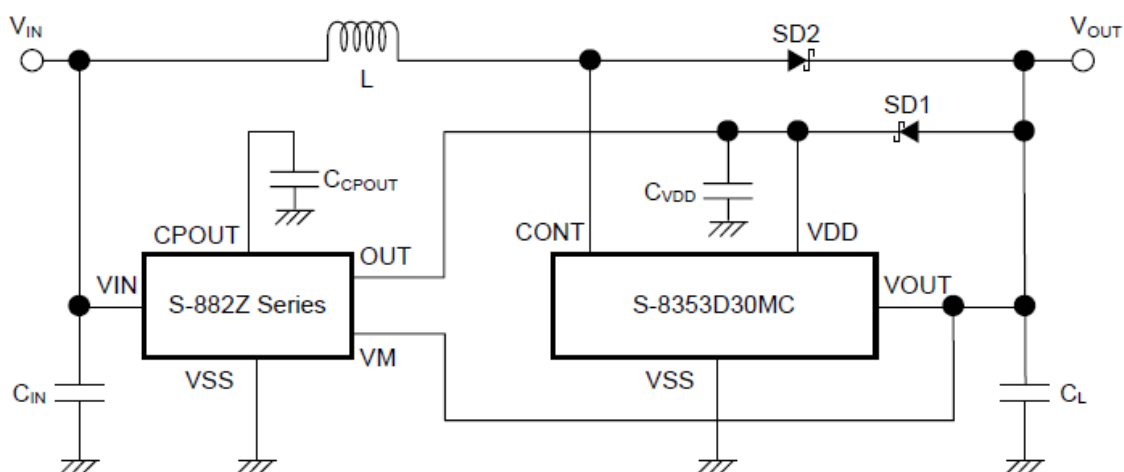 VIN
L
SD2
VOUT
SD1
CCPOUT
CVDD
CPOUT
OUT
CONT
VDD
VIN
S-882Z Series
S-8353D30MC
VOUT
VM
VSS
VSS
CIN
CL